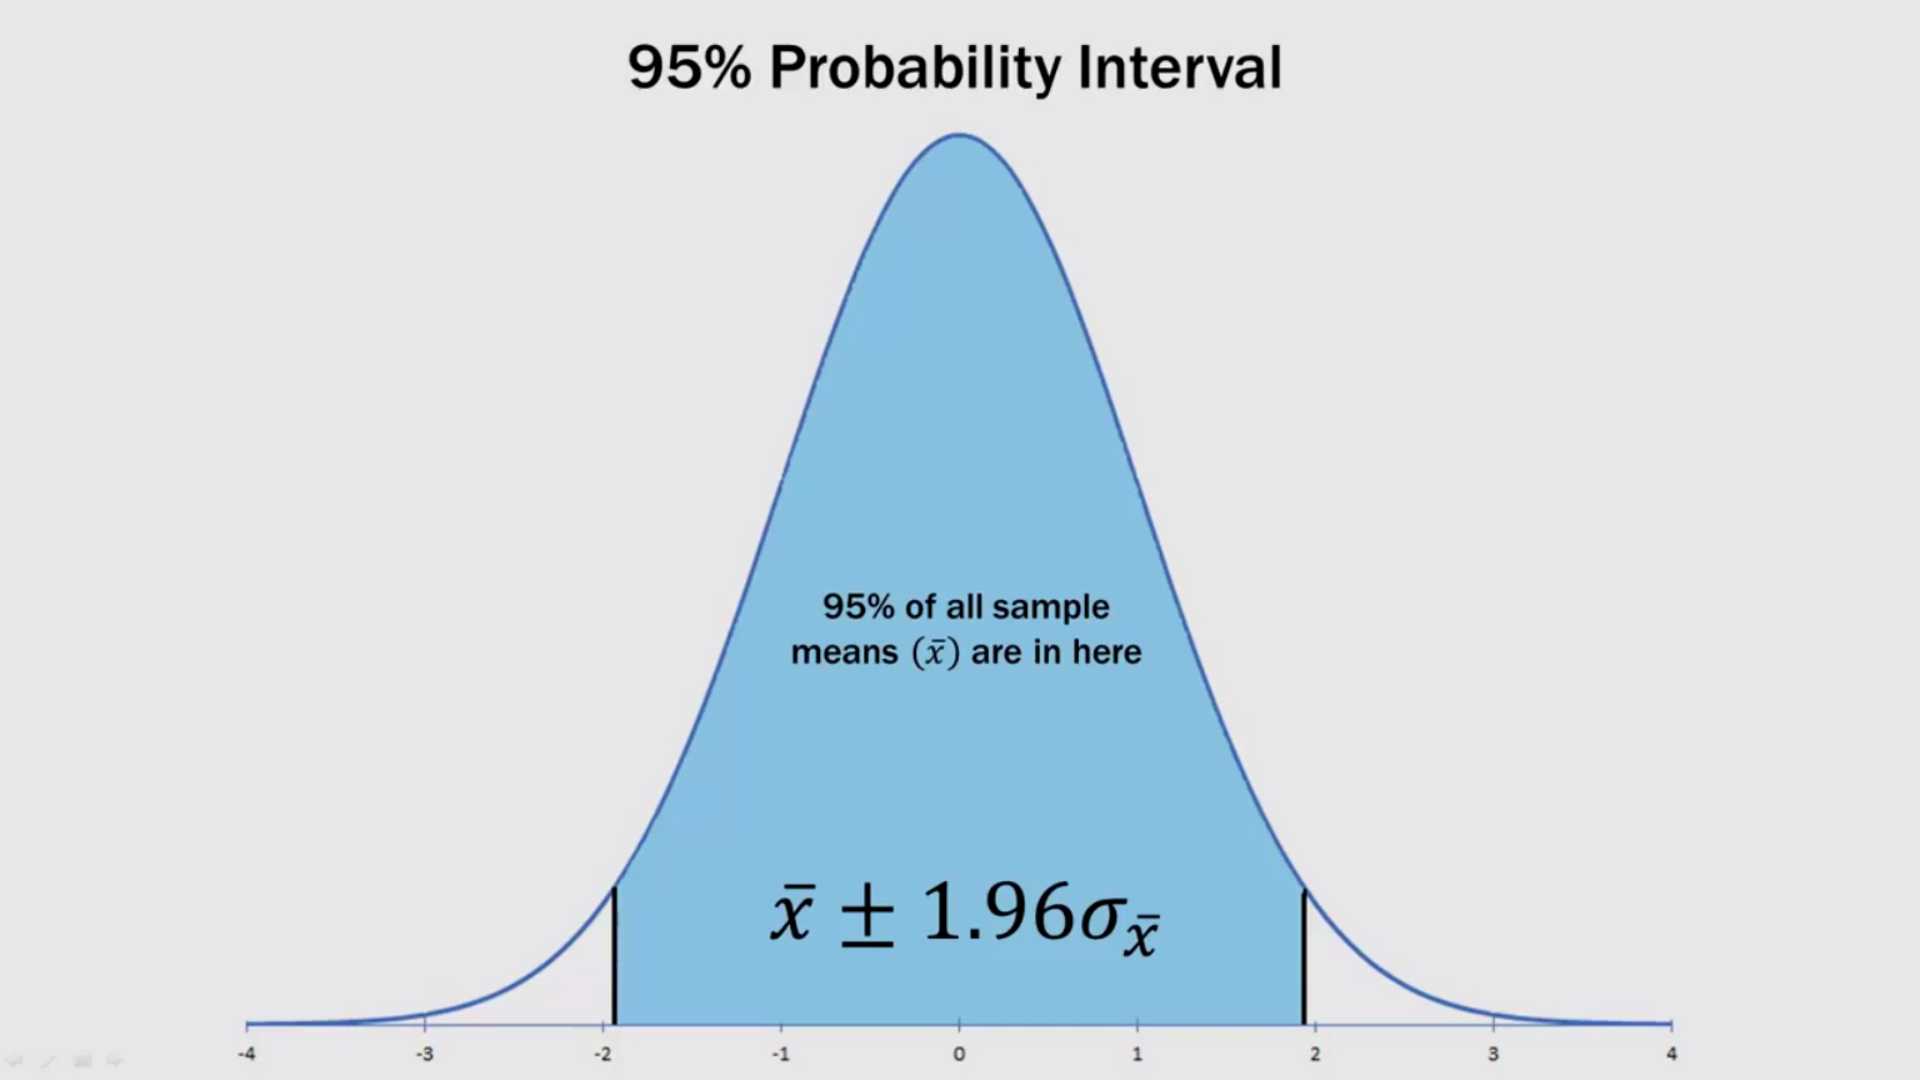 95% Probability Interval
95% of all sample
means (x̄) are in here
x̄ ± 1.96σx̄
-4 -3 -2 -1 0 1 2 3 4